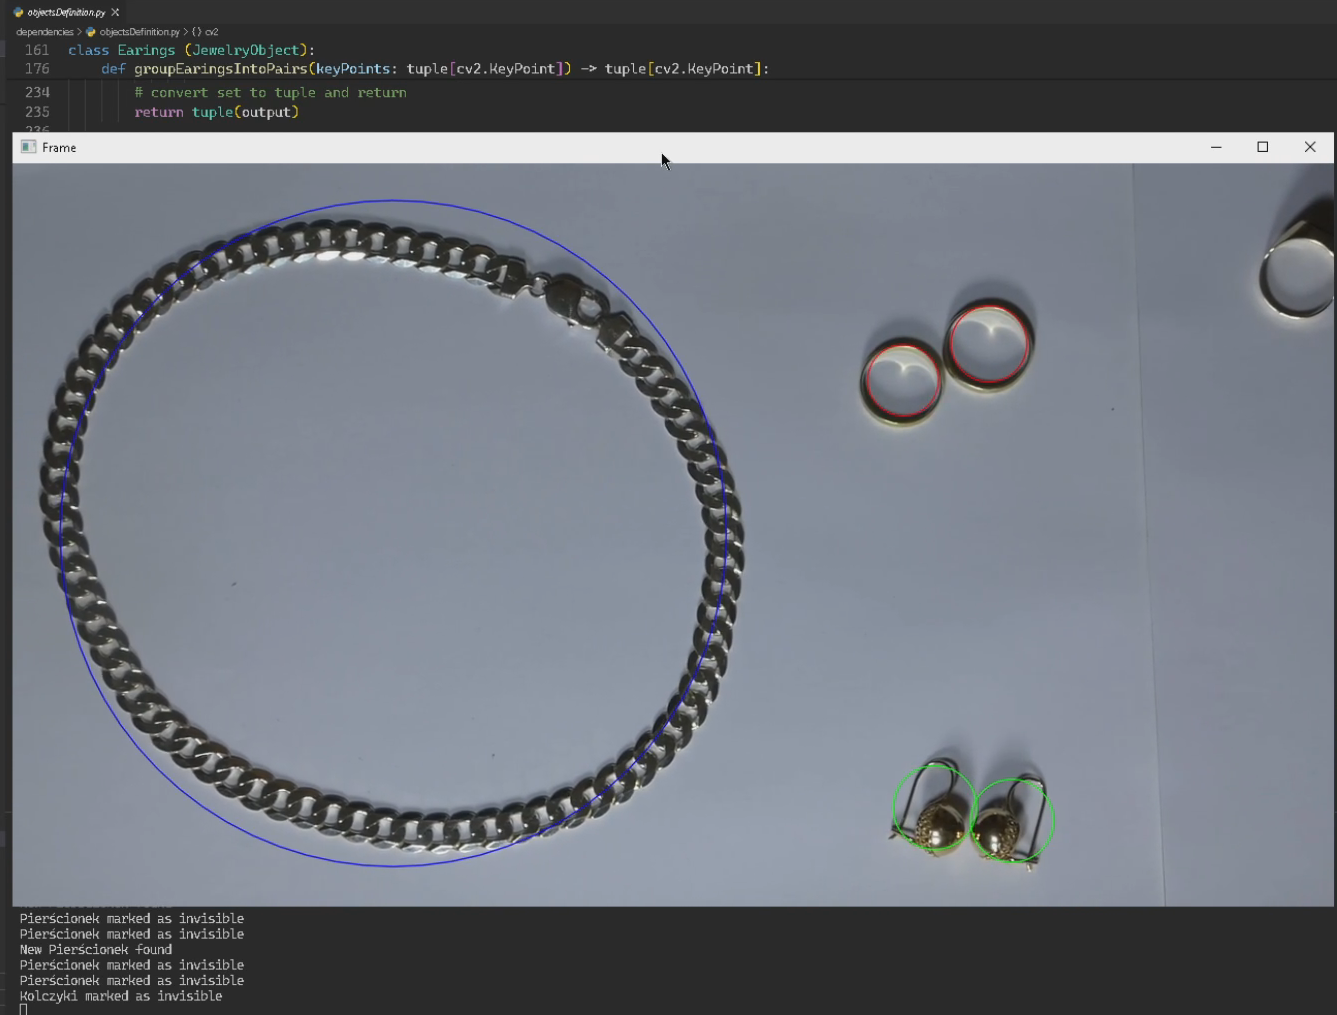 objectsDefinition.py
dependencies > objectsDefinition.py > {} cv2
161 class Earings (JewelryObject):
176 def groupEaringsIntoPairs(keyPoints: tuple[cv2.KeyPoint]) -> tuple[cv2.KeyPoint]:
234 # convert set to tuple and return
235 return tuple(output)
236
Frame
Pierścionek marked as invisible
Pierścionek marked as invisible
New Pierścionek found
Pierścionek marked as invisible
Pierścionek marked as invisible
Kolczyki marked as invisible